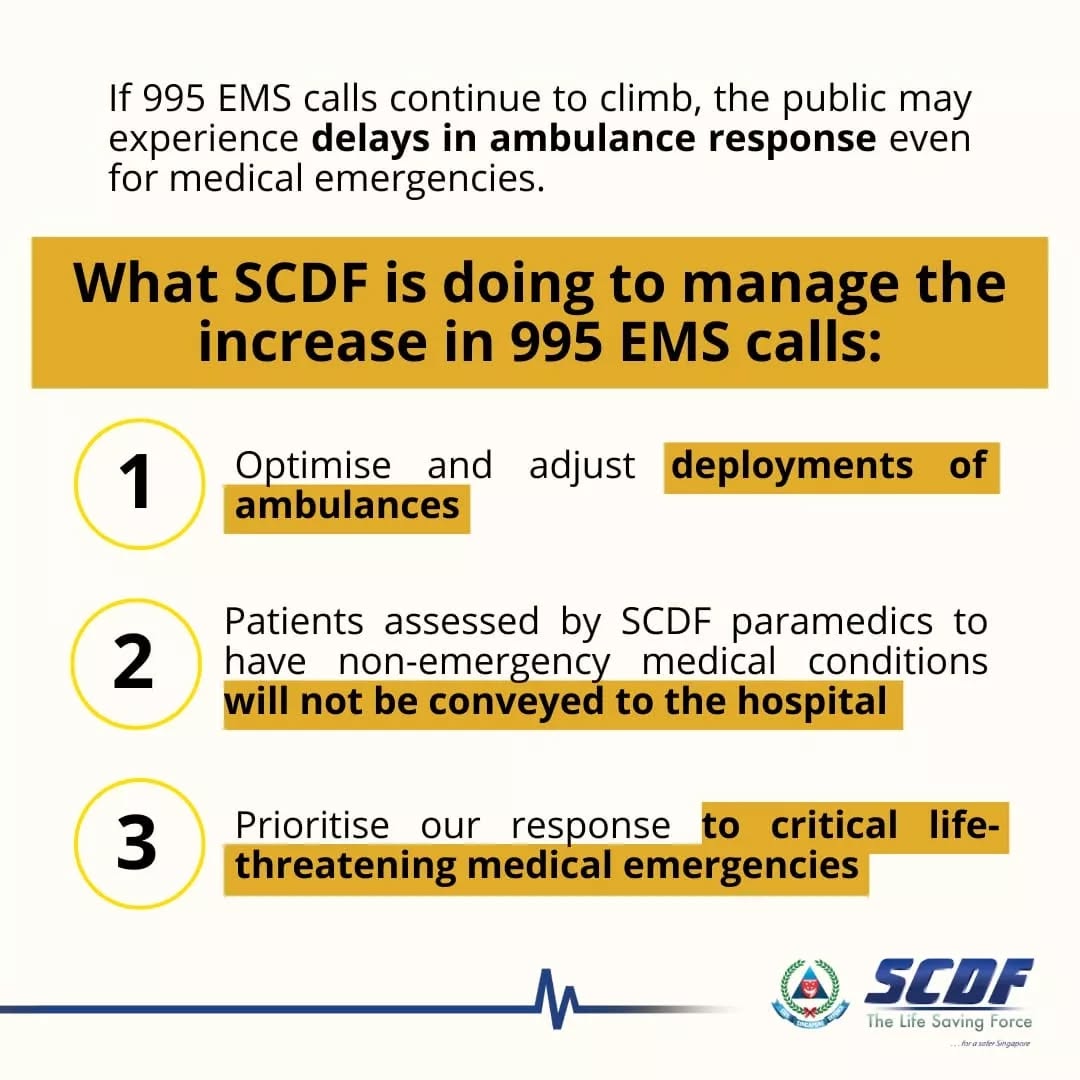 If 995 EMS calls continue to climb, the public may
experience delays in ambulance response even
for medical emergencies.
What SCDF is doing to manage the
increase in 995 EMS calls:
1
Optimise and adjust deployments of
ambulances
2
Patients assessed by SCDF paramedics to
have non-emergency medical conditions
will not be conveyed to the hospital
3
Prioritise our response to critical life-
threatening medical emergencies
SCDF
The Life Saving Force
...for a safer Singapore